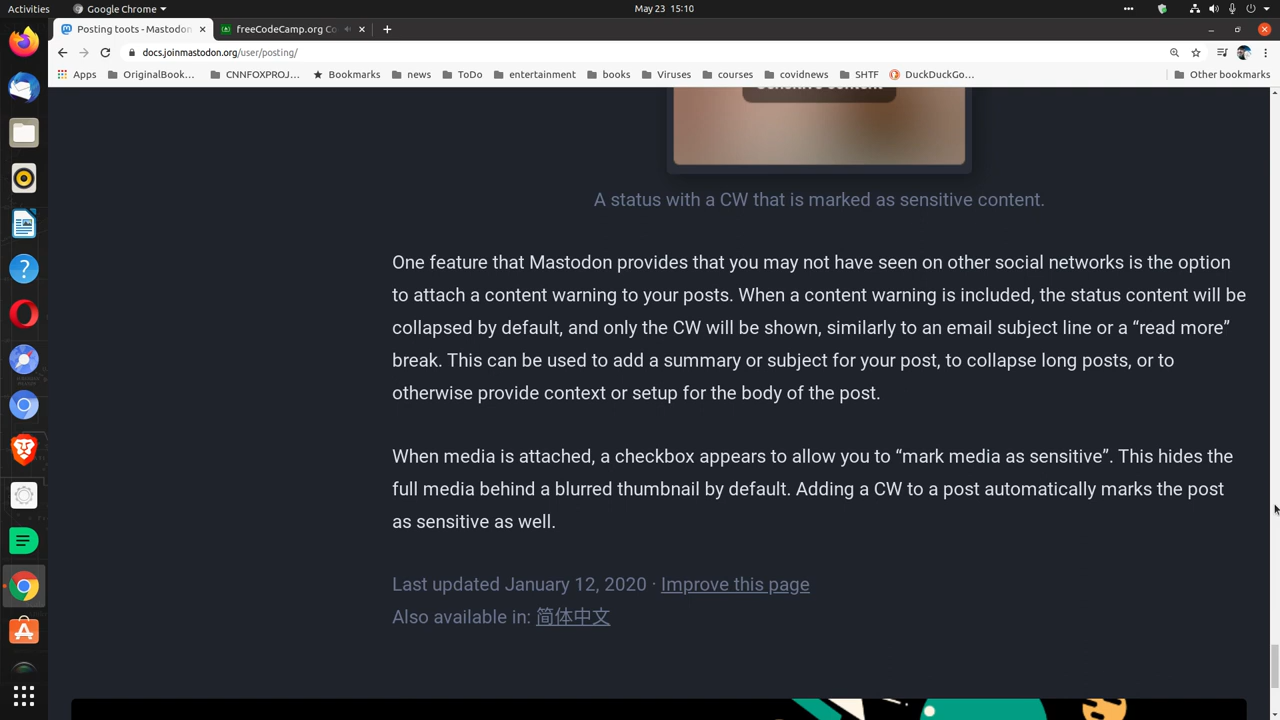 Activities
Google Chrome
May 23 15:10
Posting toots - Mastodon
freeCodeCamp.org C
docs.joinmastodon.org/user/posting/
Apps
OriginalBook…
CNNFOXPROJ…
Bookmarks
news
ToDo
entertainment
books
Viruses
courses
covidnews
SHTF
DuckDuckGo…
Other bookmarks
Sensitive content
A status with a CW that is marked as sensitive content.
One feature that Mastodon provides that you may not have seen on other social networks is the option
to attach a content warning to your posts. When a content warning is included, the status content will be
collapsed by default, and only the CW will be shown, similarly to an email subject line or a “read more”
break. This can be used to add a summary or subject for your post, to collapse long posts, or to
otherwise provide context or setup for the body of the post.
When media is attached, a checkbox appears to allow you to “mark media as sensitive”. This hides the
full media behind a blurred thumbnail by default. Adding a CW to a post automatically marks the post
as sensitive as well.
Last updated January 12, 2020 · Improve this page
Also available in: 简体中文